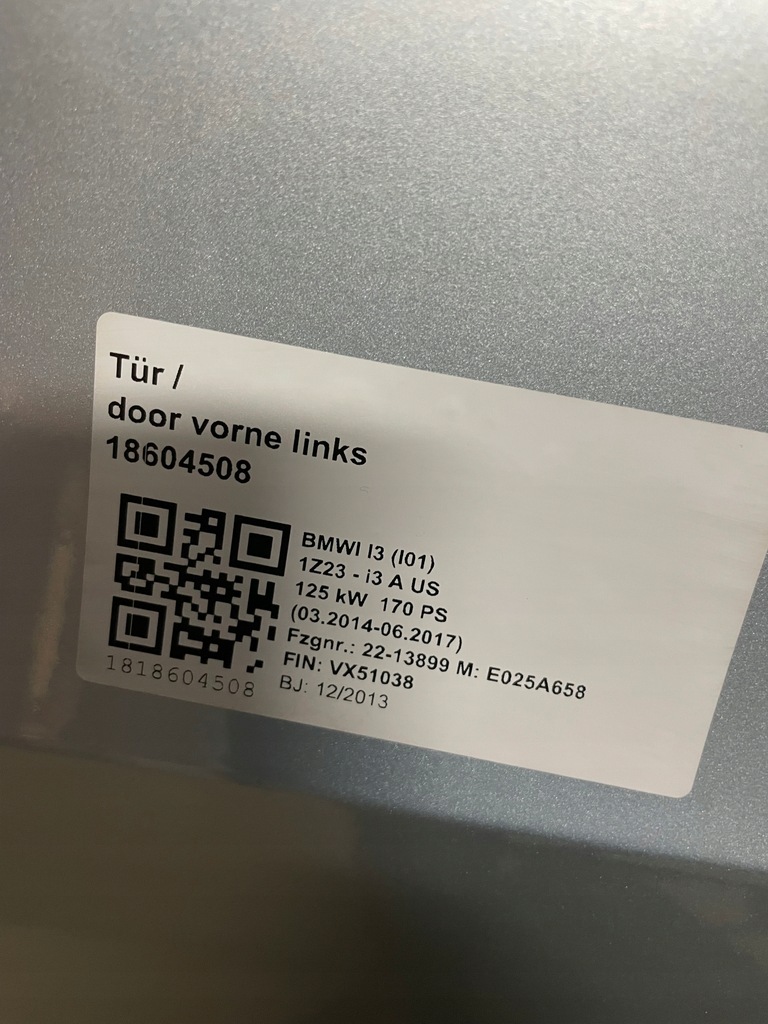 Tür /
door vorne links
18604508
BMWI I3 (I01)
1Z23 - i3 A US
125 kW 170 PS
(03.2014-06.2017)
Fzgnr.: 22-13899 M: E025A658
FIN: VX51038
BJ: 12/2013
1818604508